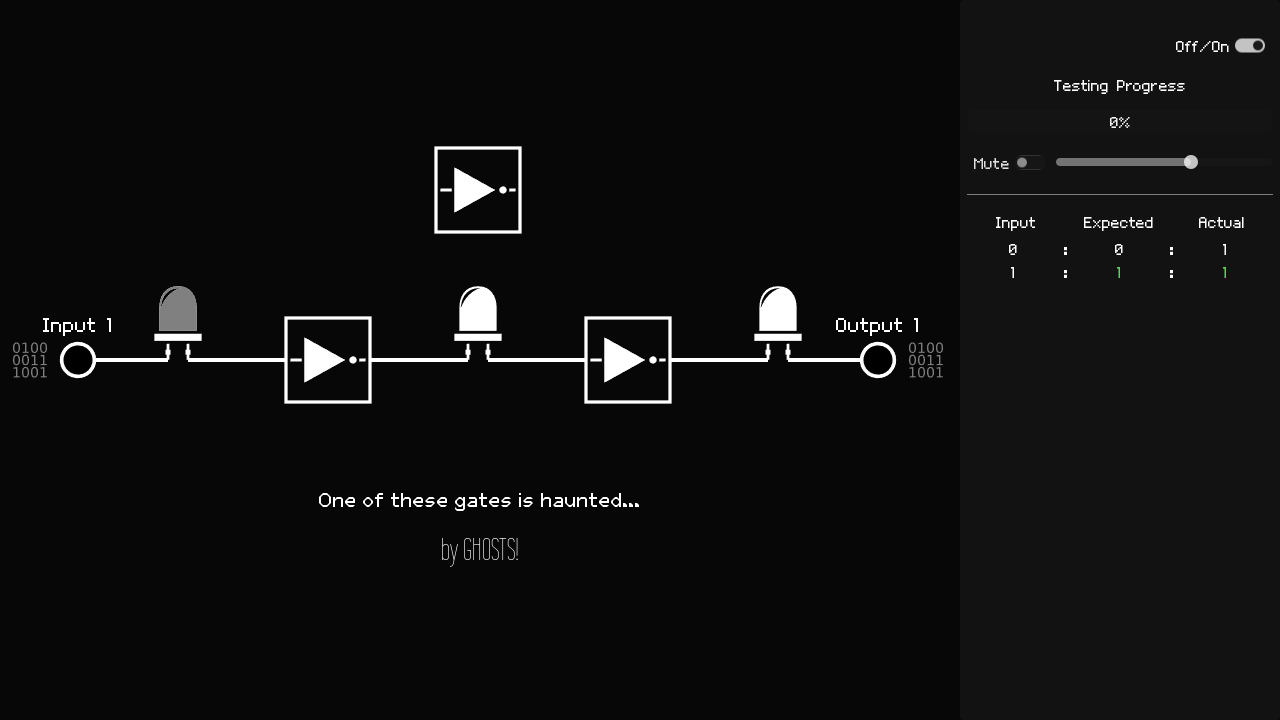 Off/On
Testing Progress
0%
Mute
Input Expected Actual
0 : 0 : 1
1 : 1 : 1
Input 1
0100
0011
1001
Output 1
0100
0011
1001
One of these gates is haunted...
by GHOSTS!